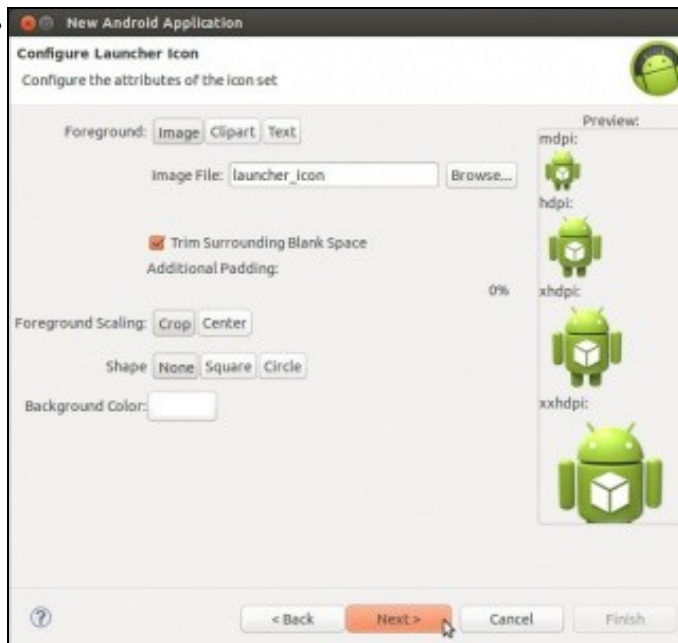 New Android Application
Configure Launcher Icon
Configure the attributes of the icon set
Foreground: Image Clipart Text
Preview:
mdpi:
Image File: launcher_icon Browse...
hdpi:
Trim Surrounding Blank Space
Additional Padding:
0%
xhdpi:
Foreground Scaling: Crop Center
Shape None Square Circle
Background Color:
xxhdpi:
? < Back Next > Cancel Finish